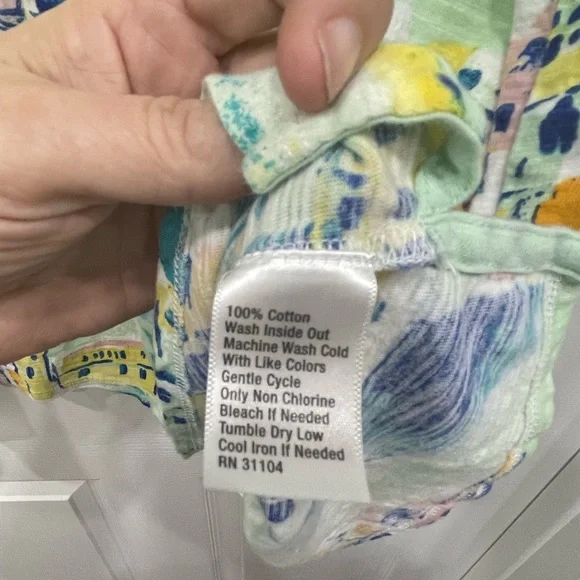 100% Cotton
Wash Inside Out
Machine Wash Cold
With Like Colors
Gentle Cycle
Only Non Chlorine
Bleach If Needed
Tumble Dry Low
Cool Iron If Needed
RN 31104